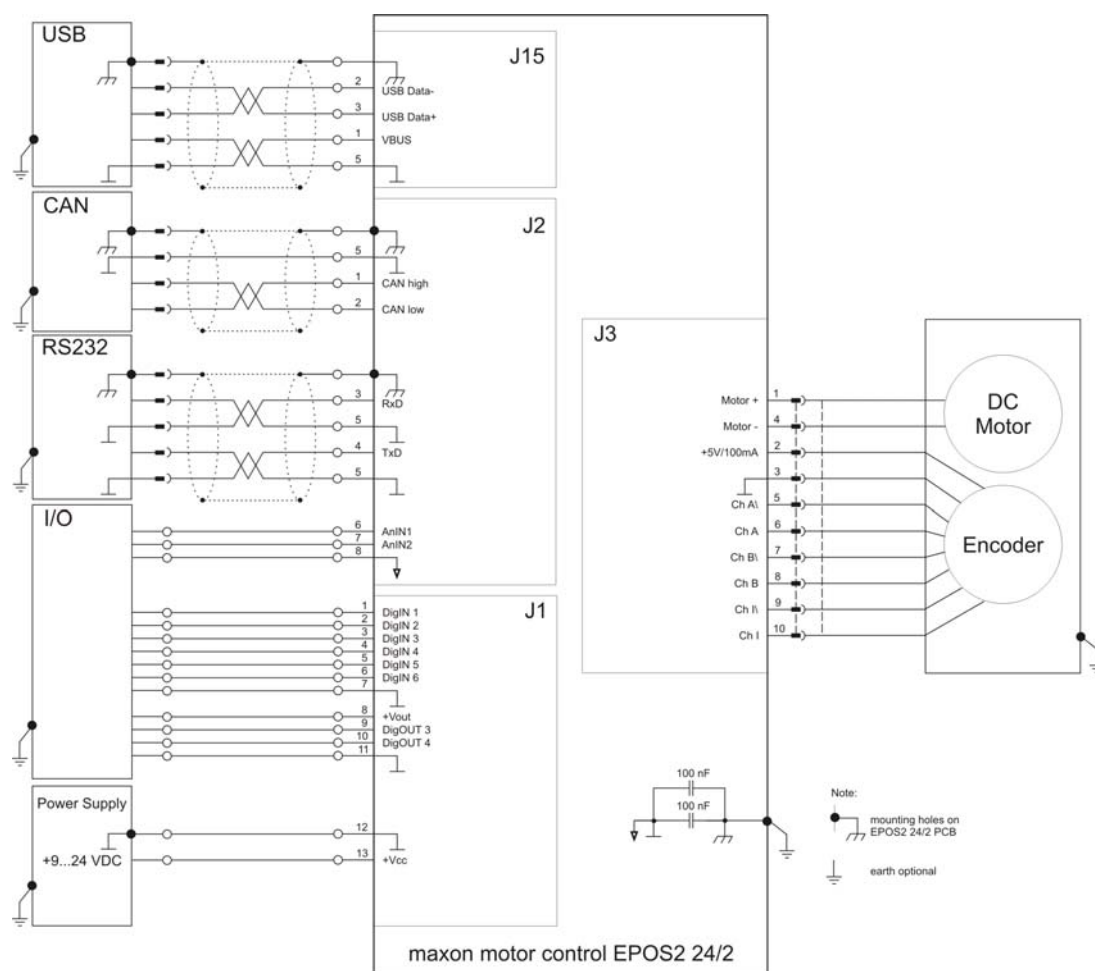 USB
J15
2
USB Data-
3
USB Data+
1
VBUS
5
CAN
J2
5
1
CAN high
2
CAN low
RS232
3
RxD
5
4
TxD
5
I/O
6
AnIN1
7
AnIN2
8
J1
1
DigIN 1
2
DigIN 2
3
DigIN 3
4
DigIN 4
5
DigIN 5
6
DigIN 6
7
8
+Vout
9
DigOUT 3
10
DigOUT 4
11
Power Supply
+9...24 VDC
12
13
+Vcc
J3
Motor +
1
Motor -
4
+5V/100mA
2
3
Ch A\
5
Ch A
6
Ch B\
7
Ch B
8
Ch I\
9
Ch I
10
DC
Motor
Encoder
100 nF
100 nF
Note:
mounting holes on
EPOS2 24/2 PCB
earth optional
maxon motor control EPOS2 24/2